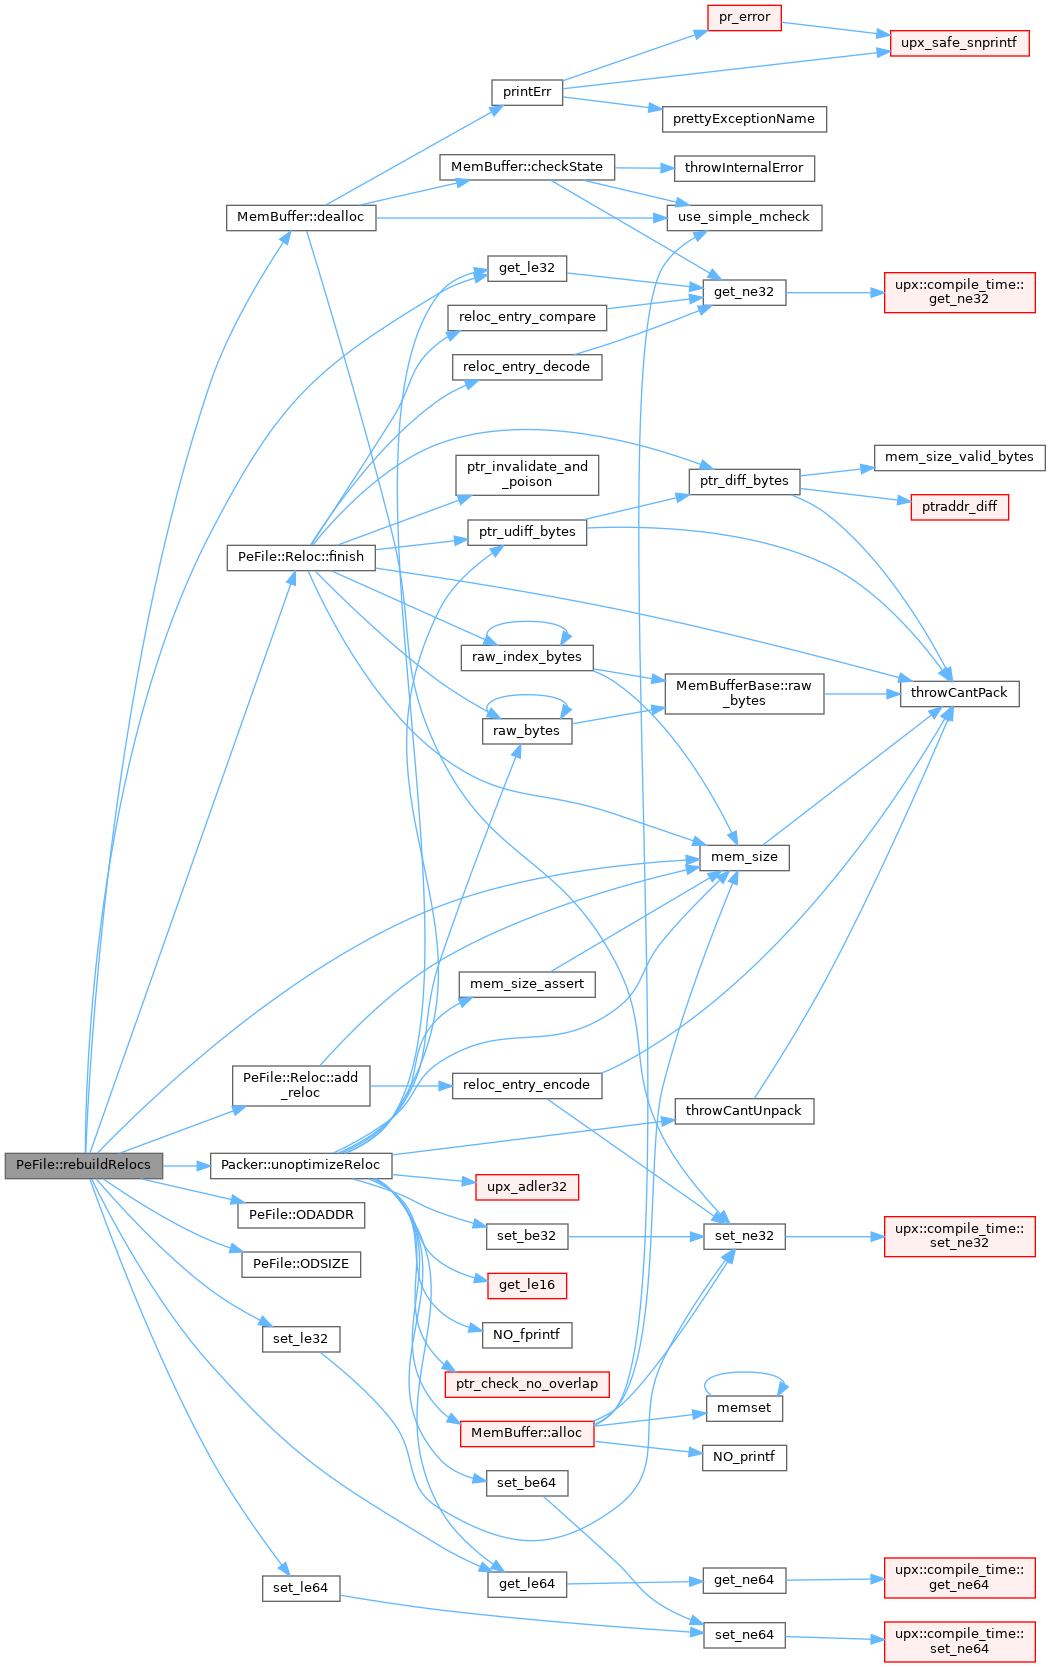 pr_error
upx_safe_snprintf
printErr
prettyExceptionName
MemBuffer::checkState
throwInternalError
MemBuffer::dealloc
use_simple_mcheck
get_le32
get_ne32
upx::compile_time::
get_ne32
reloc_entry_compare
reloc_entry_decode
ptr_invalidate_and
_poison
ptr_diff_bytes
mem_size_valid_bytes
ptraddr_diff
ptr_udiff_bytes
PeFile::Reloc::finish
raw_index_bytes
MemBufferBase::raw
_bytes
throwCantPack
raw_bytes
mem_size
mem_size_assert
PeFile::Reloc::add
_reloc
reloc_entry_encode
throwCantUnpack
PeFile::rebuildRelocs
Packer::unoptimizeReloc
upx_adler32
PeFile::ODADDR
set_be32
set_ne32
upx::compile_time::
set_ne32
PeFile::ODSIZE
get_le16
set_le32
NO_fprintf
ptr_check_no_overlap
memset
MemBuffer::alloc
NO_printf
set_be64
set_le64
get_le64
get_ne64
upx::compile_time::
get_ne64
set_ne64
upx::compile_time::
set_ne64